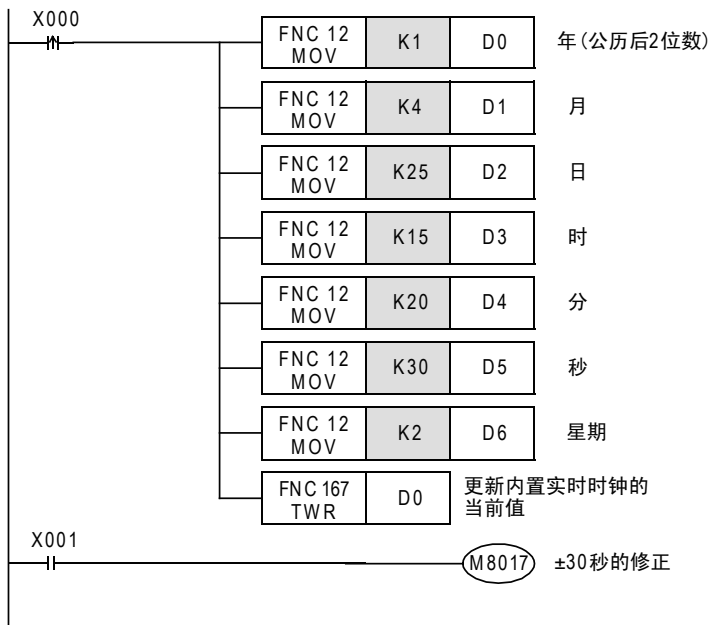 X000
FNC 12 MOV K1 D0 年(公历后2位数)
FNC 12 MOV K4 D1 月
FNC 12 MOV K25 D2 日
FNC 12 MOV K15 D3 时
FNC 12 MOV K20 D4 分
FNC 12 MOV K30 D5 秒
FNC 12 MOV K2 D6 星期
FNC 167 TWR D0 更新内置实时时钟的
当前值
X001
M8017 ±30秒的修正